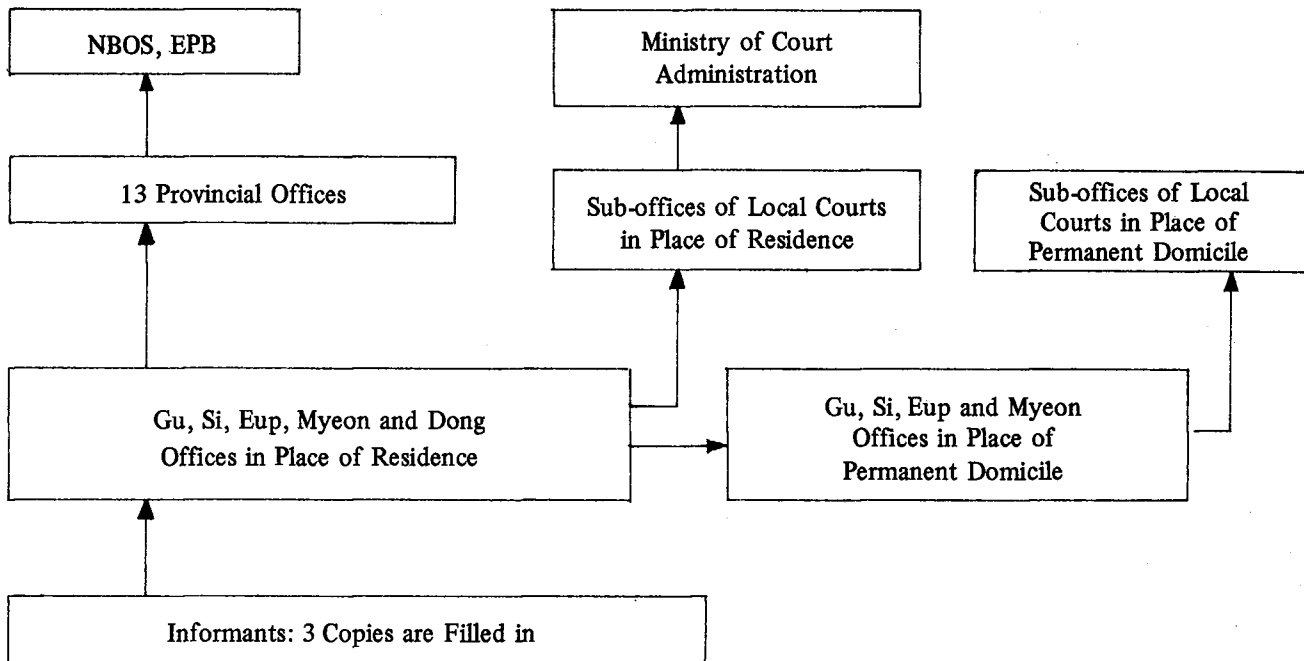 NBOS, EPB
Ministry of Court
Administration
13 Provincial Offices
Sub-offices of Local Courts
in Place of Residence
Sub-offices of Local
Courts in Place of
Permanent Domicile
Gu, Si, Eup, Myeon and Dong
Offices in Place of Residence
Gu, Si, Eup and Myeon
Offices in Place of
Permanent Domicile
Informants: 3 Copies are Filled in